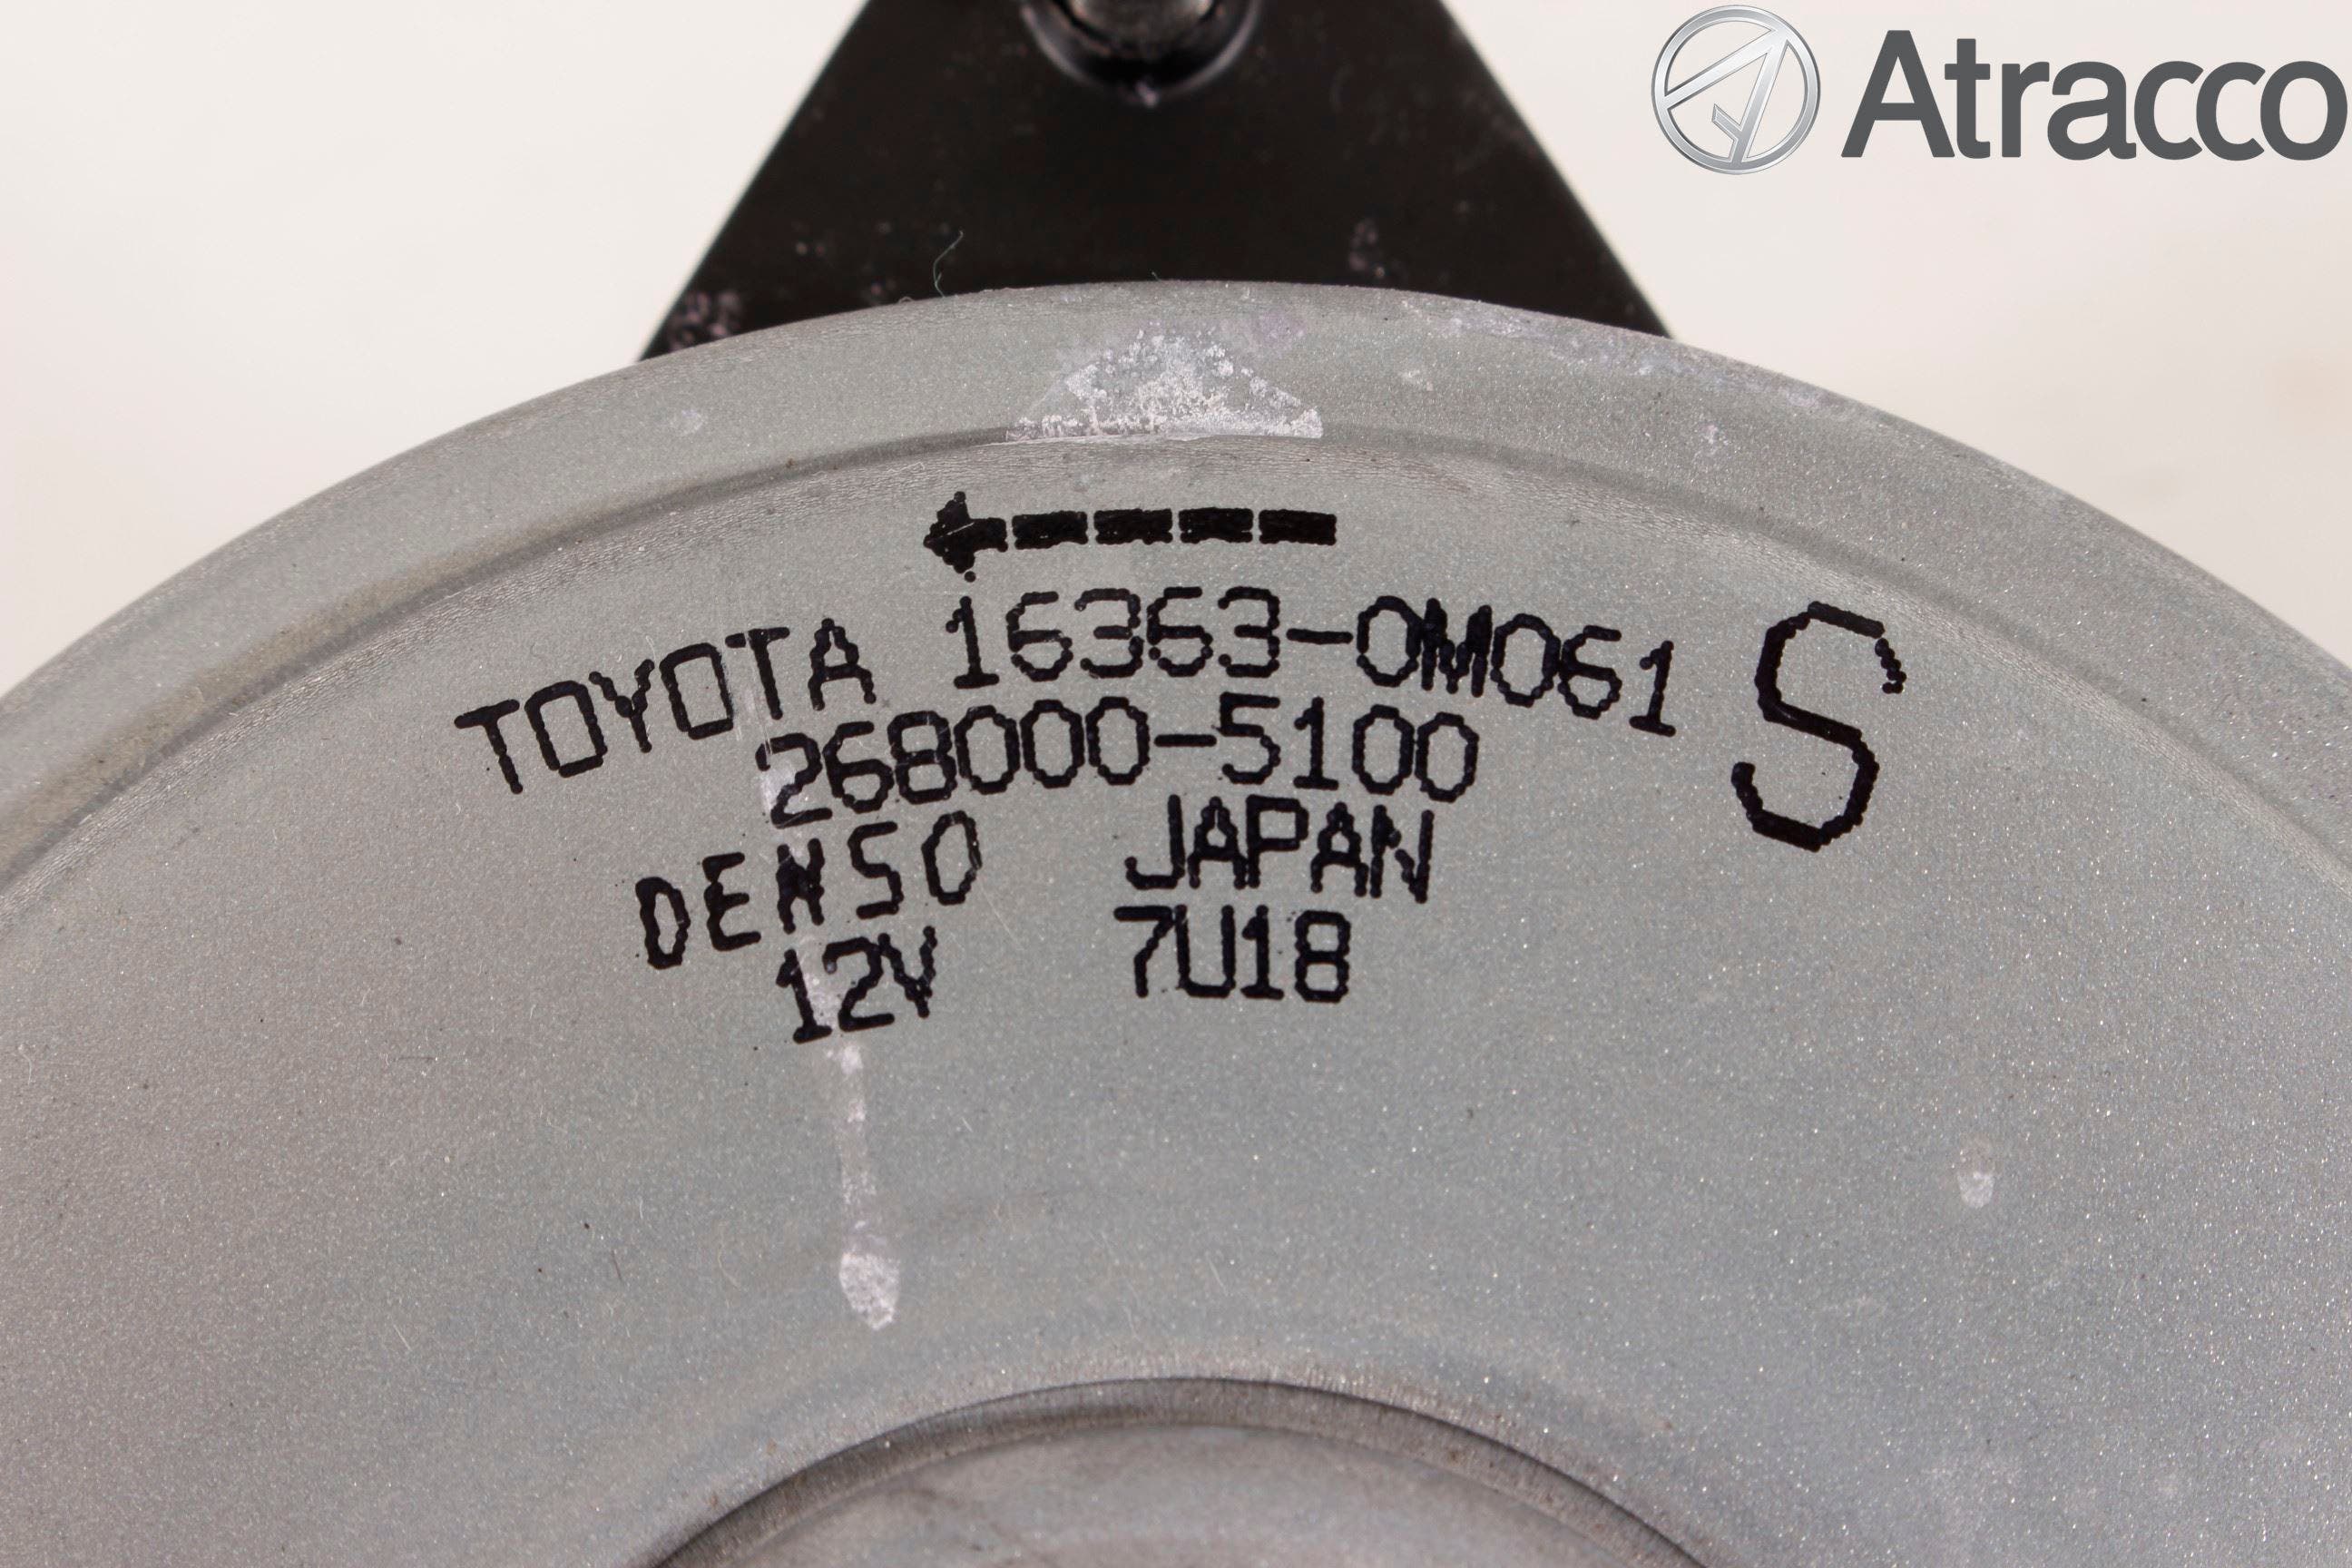 Atracco
TOYOTA 16363-0M061 S
268000-5100
DENSO JAPAN
12V 7U18